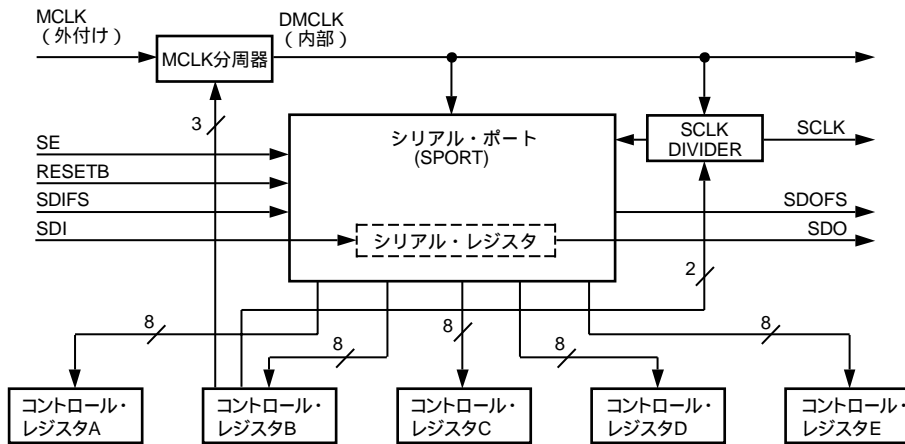 MCLK
（外付け）
DMCLK
（内部）
MCLK分周器
3
シリアル・ポート
(SPORT)
SCLK
DIVIDER
SCLK
SE
RESETB
SDIFS
SDI
シリアル・レジスタ
SDOFS
SDO
2
8
8
8
8
8
コントロール・
レジスタA
コントロール・
レジスタB
コントロール・
レジスタC
コントロール・
レジスタD
コントロール・
レジスタE